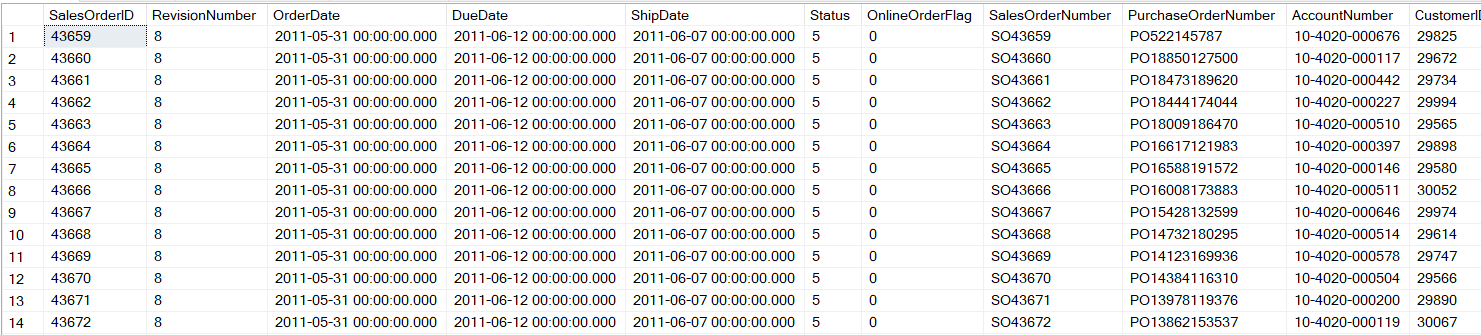 SalesOrderID RevisionNumber OrderDate DueDate ShipDate Status OnlineOrderFlag SalesOrderNumber PurchaseOrderNumber AccountNumber CustomerID
1 43659 8 2011-05-31 00:00:00.000 2011-06-12 00:00:00.000 2011-06-07 00:00:00.000 5 0 SO43659 PO522145787 10-4020-000676 29825
2 43660 8 2011-05-31 00:00:00.000 2011-06-12 00:00:00.000 2011-06-07 00:00:00.000 5 0 SO43660 PO18850127500 10-4020-000117 29672
3 43661 8 2011-05-31 00:00:00.000 2011-06-12 00:00:00.000 2011-06-07 00:00:00.000 5 0 SO43661 PO18473189620 10-4020-000442 29734
4 43662 8 2011-05-31 00:00:00.000 2011-06-12 00:00:00.000 2011-06-07 00:00:00.000 5 0 SO43662 PO18444174044 10-4020-000227 29994
5 43663 8 2011-05-31 00:00:00.000 2011-06-12 00:00:00.000 2011-06-07 00:00:00.000 5 0 SO43663 PO18009186470 10-4020-000510 29565
6 43664 8 2011-05-31 00:00:00.000 2011-06-12 00:00:00.000 2011-06-07 00:00:00.000 5 0 SO43664 PO16617121983 10-4020-000397 29898
7 43665 8 2011-05-31 00:00:00.000 2011-06-12 00:00:00.000 2011-06-07 00:00:00.000 5 0 SO43665 PO16588191572 10-4020-000146 29580
8 43666 8 2011-05-31 00:00:00.000 2011-06-12 00:00:00.000 2011-06-07 00:00:00.000 5 0 SO43666 PO16008173883 10-4020-000511 30052
9 43667 8 2011-05-31 00:00:00.000 2011-06-12 00:00:00.000 2011-06-07 00:00:00.000 5 0 SO43667 PO15428132599 10-4020-000646 29974
10 43668 8 2011-05-31 00:00:00.000 2011-06-12 00:00:00.000 2011-06-07 00:00:00.000 5 0 SO43668 PO14732180295 10-4020-000514 29614
11 43669 8 2011-05-31 00:00:00.000 2011-06-12 00:00:00.000 2011-06-07 00:00:00.000 5 0 SO43669 PO14123169936 10-4020-000578 29747
12 43670 8 2011-05-31 00:00:00.000 2011-06-12 00:00:00.000 2011-06-07 00:00:00.000 5 0 SO43670 PO14384116310 10-4020-000504 29566
13 43671 8 2011-05-31 00:00:00.000 2011-06-12 00:00:00.000 2011-06-07 00:00:00.000 5 0 SO43671 PO13978119376 10-4020-000200 29890
14 43672 8 2011-05-31 00:00:00.000 2011-06-12 00:00:00.000 2011-06-07 00:00:00.000 5 0 SO43672 PO13862153537 10-4020-000119 30067